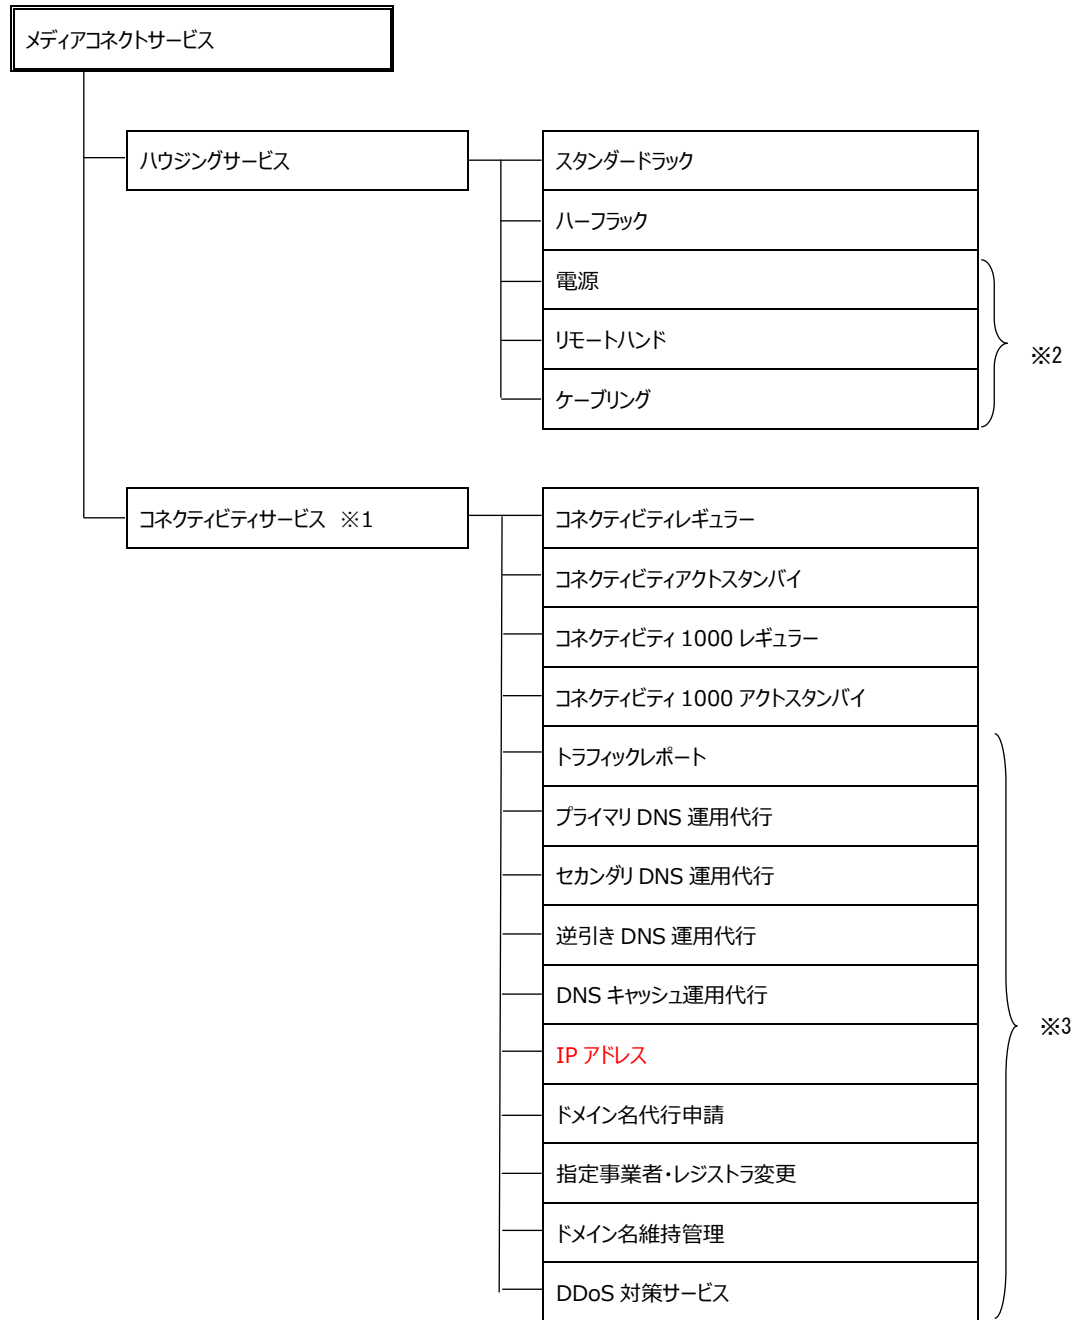 メディアコネクトサービス
ハウジングサービス
スタンダードラック
ハーフラック
電源
リモートハンド
ケーブリング
※2
コネクティビティサービス ※1
コネクティビティレギュラー
コネクティビティアクトスタンバイ
コネクティビティ 1000 レギュラー
コネクティビティ 1000 アクトスタンバイ
トラフィックレポート
プライマリ DNS 運用代行
セカンダリ DNS 運用代行
逆引き DNS 運用代行
DNS キャッシュ運用代行
IP アドレス
ドメイン名代行申請
指定事業者・レジストラ変更
ドメイン名維持管理
DDoS 対策サービス
※3